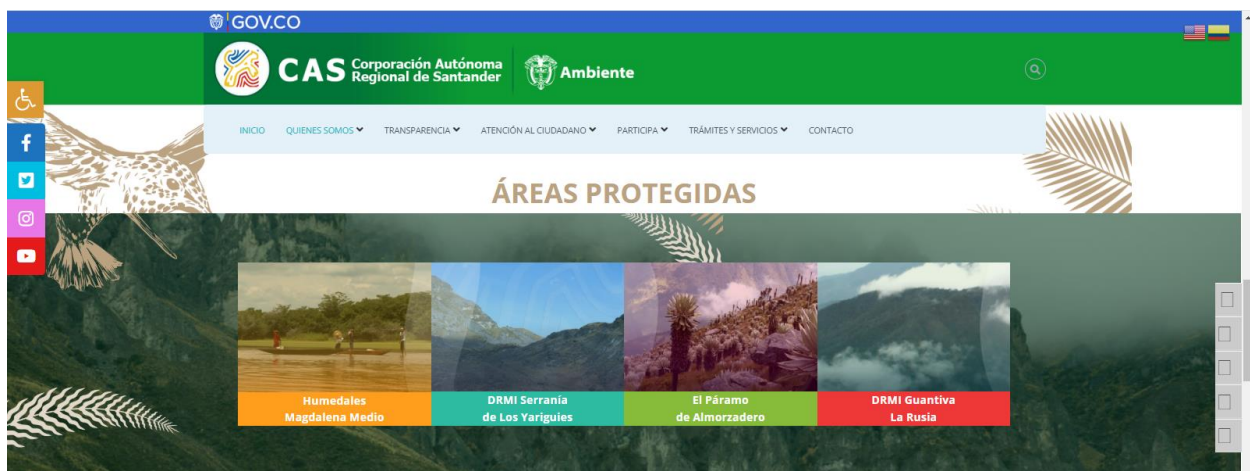 GOV.CO
CAS Corporación Autónoma
Regional de Santander
Ambiente
INICIO QUIENES SOMOS TRANSPARENCIA ATENCIÓN AL CIUDADANO PARTICIPA TRÁMITES Y SERVICIOS CONTACTO
ÁREAS PROTEGIDAS
Humedales
Magdalena Medio
DRMI Serranía
de Los Yariguies
El Páramo
de Almorzadero
DRMI Guantiva
La Rusia